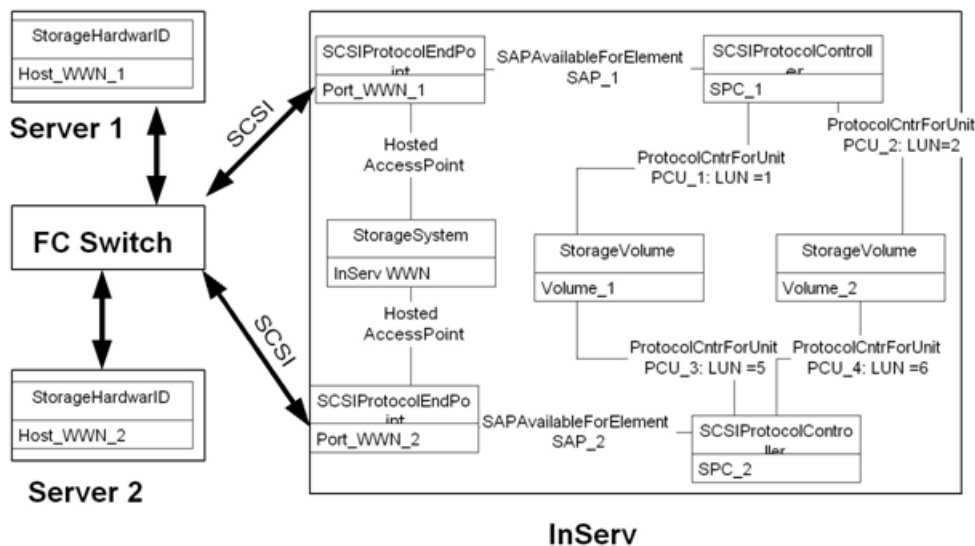 StorageHardwarID
Host_WWN_1
Server 1
SCSI
FC Switch
SCSI
StorageHardwarID
Host_WWN_2
Server 2
SCSIProtocolEndPo
int
Port_WWN_1
SAPAvailableForElement
SAP_1
SCSIProtocolControll
er
SPC_1
Hosted
AccessPoint
ProtocolCntrForUnit
PCU_1: LUN =1
ProtocolCntrForUnit
PCU_2: LUN=2
StorageSystem
InServ WWN
StorageVolume
Volume_1
StorageVolume
Volume_2
Hosted
AccessPoint
ProtocolCntrForUnit
PCU_3: LUN =5
ProtocolCntrForUnit
PCU_4: LUN =6
SCSIProtocolEndPo
int
Port_WWN_2
SAPAvailableForElement
SAP_2
SCSIProtocolContro
ller
SPC_2
InServ